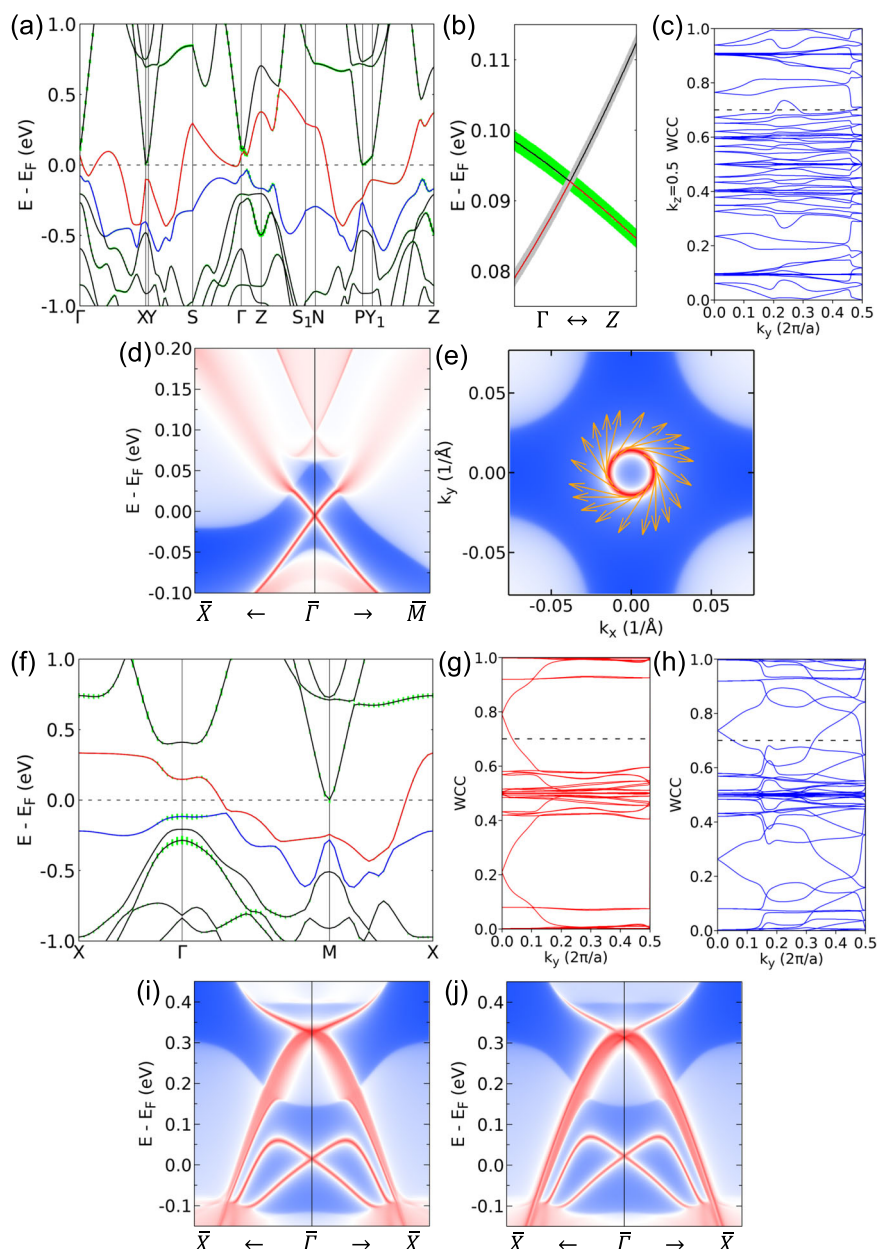 (a)
E - E_F (eV)
1.0
0.5
0.0
-0.5
-1.0
Γ X Y S Γ Z S₁ N P Y₁ Z
(b)
E - E_F (eV)
0.11
0.10
0.09
0.08
Γ ↔ Z
(c)
k_z=0.5 WCC
1.0
0.8
0.6
0.4
0.2
0.0
0.0 0.1 0.2 0.3 0.4 0.5
k_y (2π/a)
(d)
E - E_F (eV)
0.20
0.15
0.10
0.05
0.00
-0.05
-0.10
X̄ ← Γ̄ → M̄
(e)
k_y (1/Å)
0.05
0.00
-0.05
-0.05 0.00 0.05
k_x (1/Å)
(f)
E - E_F (eV)
1.0
0.5
0.0
-0.5
-1.0
X Γ M X
(g)
WCC
1.0
0.8
0.6
0.4
0.2
0.0
0.0 0.1 0.2 0.3 0.4 0.5
k_y (2π/a)
(h)
WCC
1.0
0.8
0.6
0.4
0.2
0.0
0.0 0.1 0.2 0.3 0.4 0.5
k_y (2π/a)
(i)
E - E_F (eV)
0.4
0.3
0.2
0.1
0.0
-0.1
X̄ ← Γ̄ → X̄
(j)
E - E_F (eV)
0.4
0.3
0.2
0.1
0.0
-0.1
X̄ ← Γ̄ → X̄